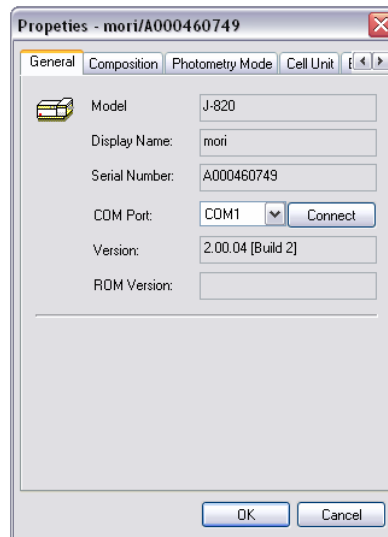 Propeties - mori/A000460749
General Composition Photometry Mode Cell Unit
Model J-820
Display Name: mori
Serial Number: A000460749
COM Port: COM1 Connect
Version: 2.00.04 [Build 2]
ROM Version:
OK Cancel